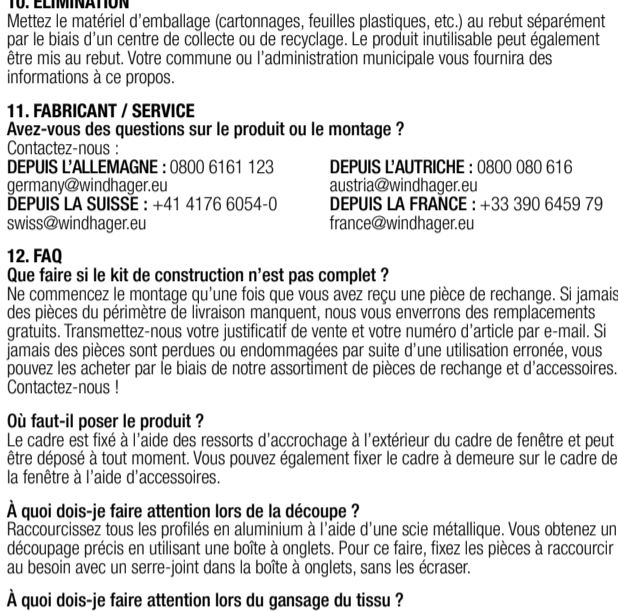 10. ÉLIMINATION
Mettez le matériel d'emballage (cartonnages, feuilles plastiques, etc.) au rebut séparément
par le biais d'un centre de collecte ou de recyclage. Le produit inutilisable peut également
être mis au rebut. Votre commune ou l'administration municipale vous fournira des
informations à ce propos.
11. FABRICANT / SERVICE
Avez-vous des questions sur le produit ou le montage ?
Contactez-nous :
DEPUIS L'ALLEMAGNE : 0800 6161 123
germany@windhager.eu
DEPUIS LA SUISSE : +41 4176 6054-0
swiss@windhager.eu
DEPUIS L'AUTRICHE : 0800 080 616
austria@windhager.eu
DEPUIS LA FRANCE : +33 390 6459 79
france@windhager.eu
12. FAQ
Que faire si le kit de construction n'est pas complet ?
Ne commencez le montage qu'une fois que vous avez reçu une pièce de rechange. Si jamais
des pièces du périmètre de livraison manquent, nous vous enverrons des remplacements
gratuits. Transmettez-nous votre justificatif de vente et votre numéro d'article par e-mail. Si
jamais des pièces sont perdues ou endommagées par suite d'une utilisation erronée, vous
pouvez les acheter par le biais de notre assortiment de pièces de rechange et d'accessoires.
Contactez-nous !
Où faut-il poser le produit ?
Le cadre est fixé à l'aide des ressorts d'accrochage à l'extérieur du cadre de fenêtre et peut
être déposé à tout moment. Vous pouvez également fixer le cadre à demeure sur le cadre de
la fenêtre à l'aide d'accessoires.
À quoi dois-je faire attention lors de la découpe ?
Raccourcissez tous les profilés en aluminium à l'aide d'une scie métallique. Vous obtenez un
découpage précis en utilisant une boîte à onglets. Pour ce faire, fixez les pièces à raccourcir
au besoin avec un serre-joint dans la boîte à onglets, sans les écraser.
À quoi dois-je faire attention lors du gansage du tissu ?